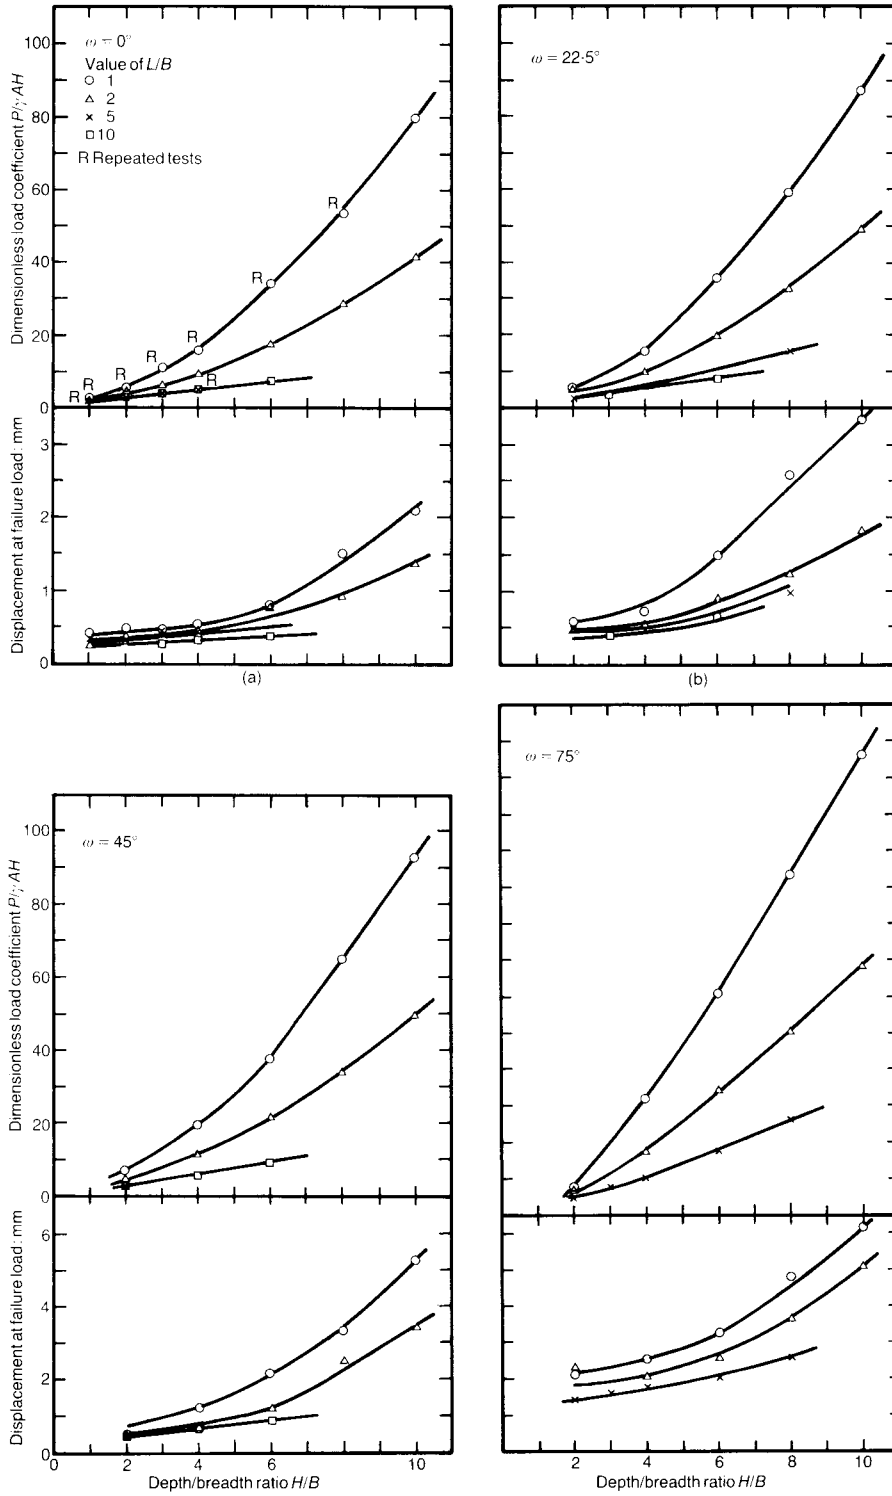 100
80
60
40
20
0
Dimensionless load coefficient P/γAH
ω = 0°
Value of L/B
1
2
5
10
R Repeated tests
R
R
R
R
R
R
R
R
R
ω = 22·5°
3
2
1
0
Displacement at failure load : mm
(a)
(b)
100
80
60
40
20
0
Dimensionless load coefficient P/γAH
ω = 45°
ω = 75°
6
4
2
0
Displacement at failure load : mm
2
4
6
8
10
Depth/breadth ratio H/B
2
4
6
8
10
Depth/breadth ratio H/B